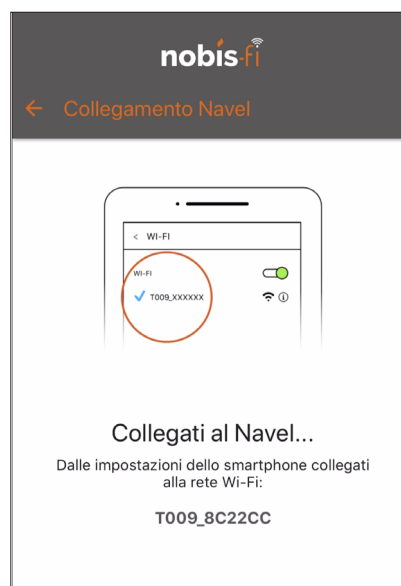 nobis-fi
← Collegamento Navel
< WI-FI
WI-FI
✓ T009_XXXXXX
Collegati al Navel...
Dalle impostazioni dello smartphone collegati
alla rete Wi-Fi:
T009_8C22CC